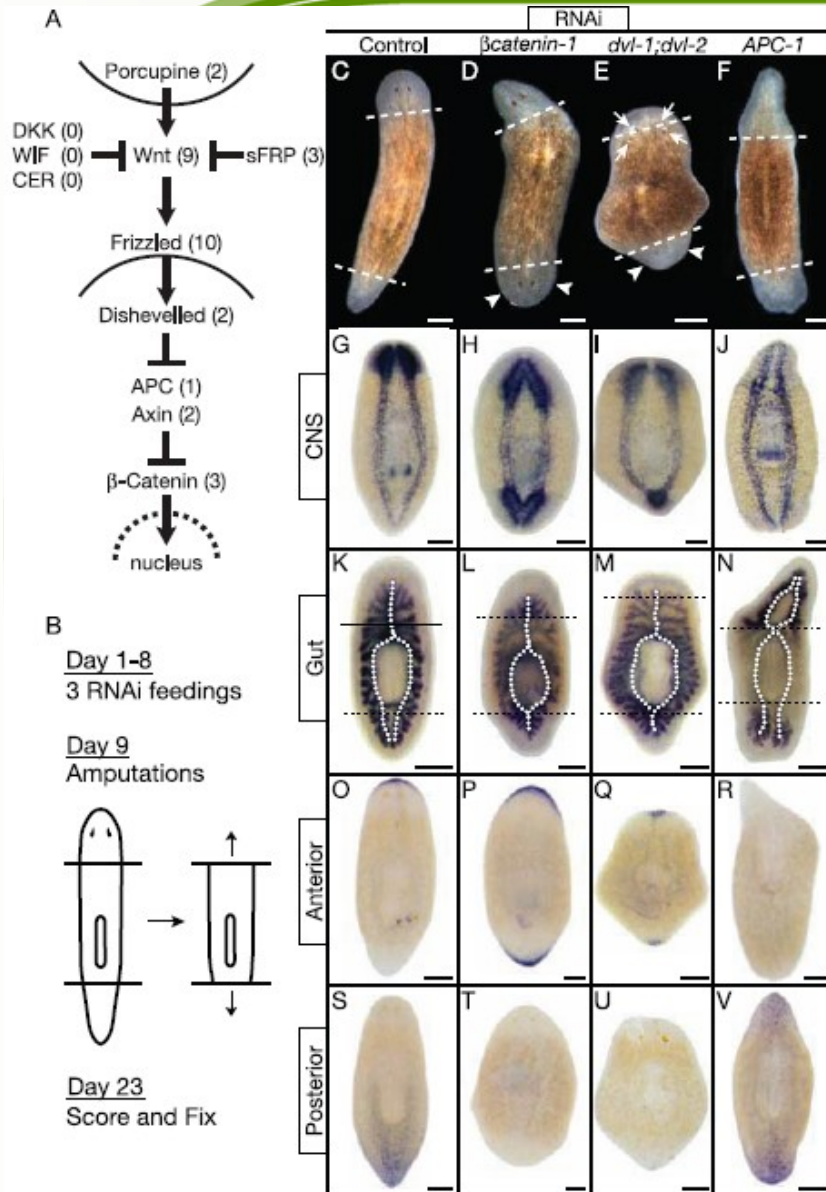 A
Porcupine (2)
DKK (0)
WIF (0)
CER (0)
Wnt (9)
sFRP (3)
Frizzled (10)
Dishevelled (2)
APC (1)
Axin (2)
β-Catenin (3)
nucleus
B
Day 1-8
3 RNAi feedings
Day 9
Amputations
Day 23
Score and Fix
RNAi
Control βcatenin-1 dvl-1;dvl-2 APC-1
C D E F
CNS
G H I J
Gut
K L M N
Anterior
O P Q R
Posterior
S T U V